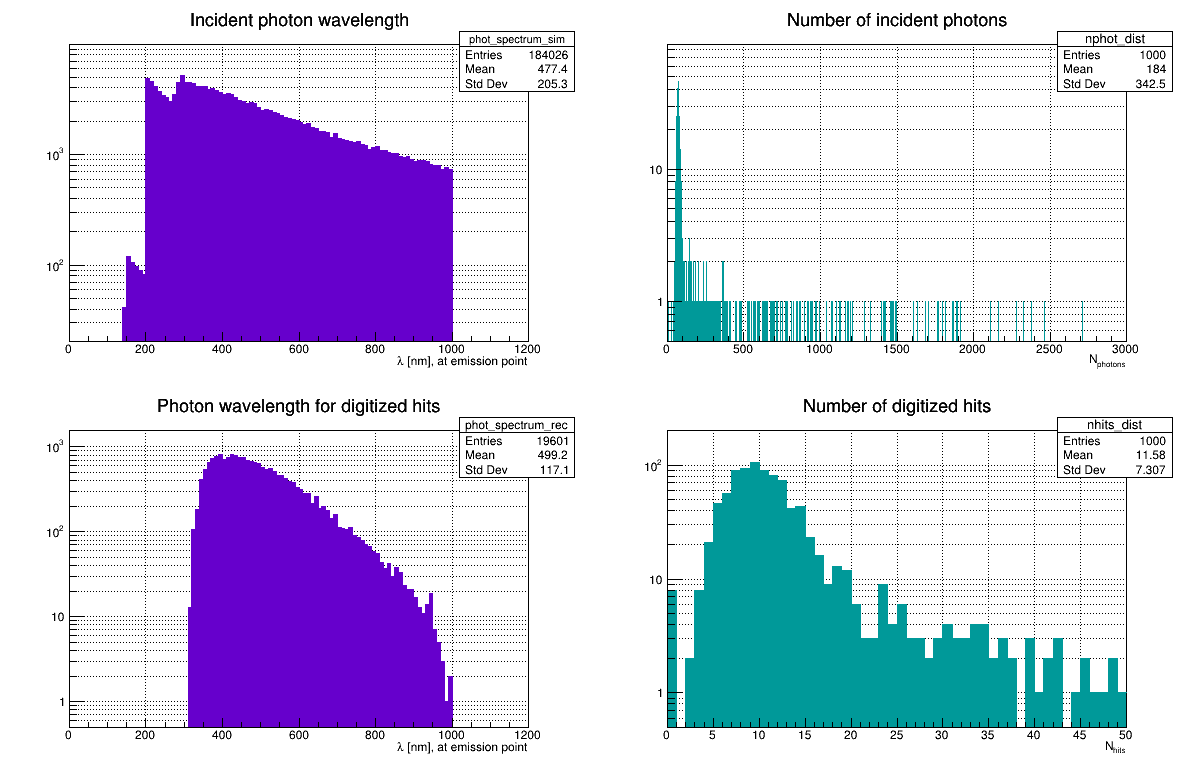 Incident photon wavelength
phot_spectrum_sim
Entries 184026
Mean 477.4
Std Dev 205.3
10³
10²
0 200 400 600 800 1000 1200
λ [nm], at emission point
Number of incident photons
nphot_dist
Entries 1000
Mean 184
Std Dev 342.5
10
1
0 500 1000 1500 2000 2500 3000
N_photons
Photon wavelength for digitized hits
phot_spectrum_rec
Entries 19601
Mean 499.2
Std Dev 117.1
10³
10²
10
1
0 200 400 600 800 1000 1200
λ [nm], at emission point
Number of digitized hits
nhits_dist
Entries 1000
Mean 11.58
Std Dev 7.307
10²
10
1
0 5 10 15 20 25 30 35 40 45 50
N_hits